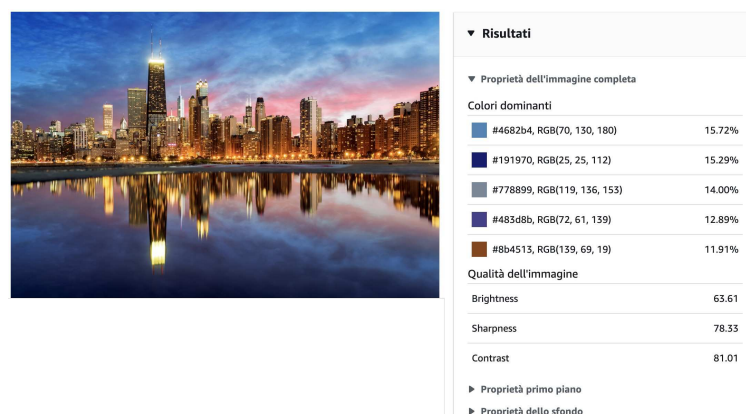 Risultati
Proprietà dell'immagine completa
Colori dominanti
#4682b4, RGB(70, 130, 180) 15.72%
#191970, RGB(25, 25, 112) 15.29%
#778899, RGB(119, 136, 153) 14.00%
#483d8b, RGB(72, 61, 139) 12.89%
#8b4513, RGB(139, 69, 19) 11.91%
Qualità dell'immagine
Brightness 63.61
Sharpness 78.33
Contrast 81.01
Proprietà primo piano
Proprietà dello sfondo